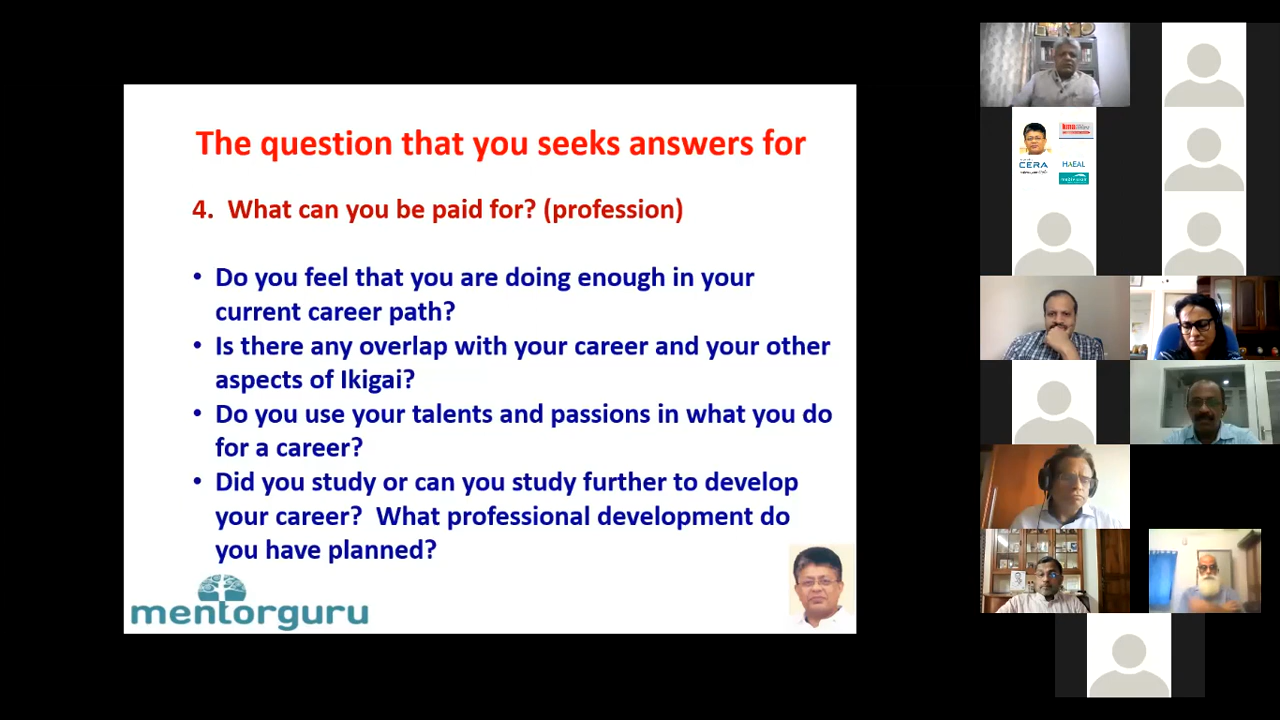 The question that you seeks answers for
4. What can you be paid for? (profession)
• Do you feel that you are doing enough in your
current career path?
• Is there any overlap with your career and your other
aspects of Ikigai?
• Do you use your talents and passions in what you do
for a career?
• Did you study or can you study further to develop
your career? What professional development do
you have planned?
mentorguru
CERA
HAEAL